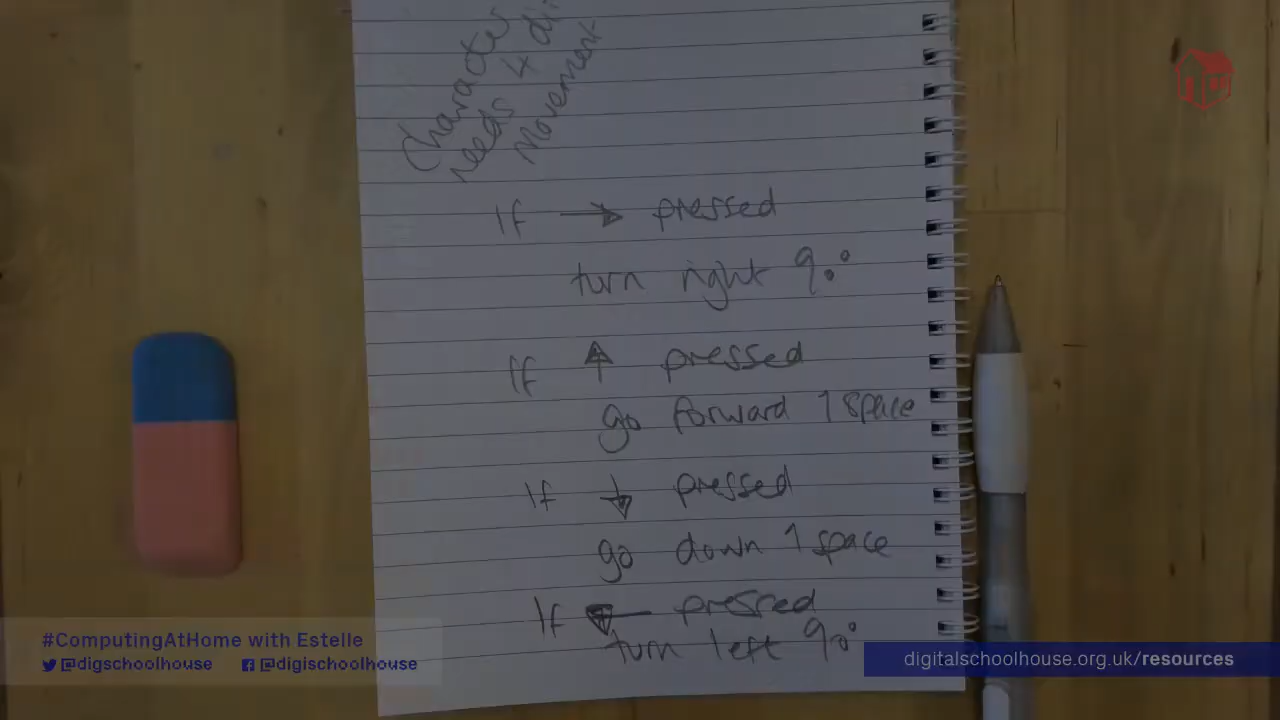 Character
needs 4 di
Movement
If → pressed
turn right 90°
If ↑ pressed
go forward 1 space
If ↓ pressed
go down 1 space
If ← pressed
turn left 90°
#ComputingAtHome with Estelle
@digschoolhouse @digischoolhouse
digitalschoolhouse.org.uk/resources